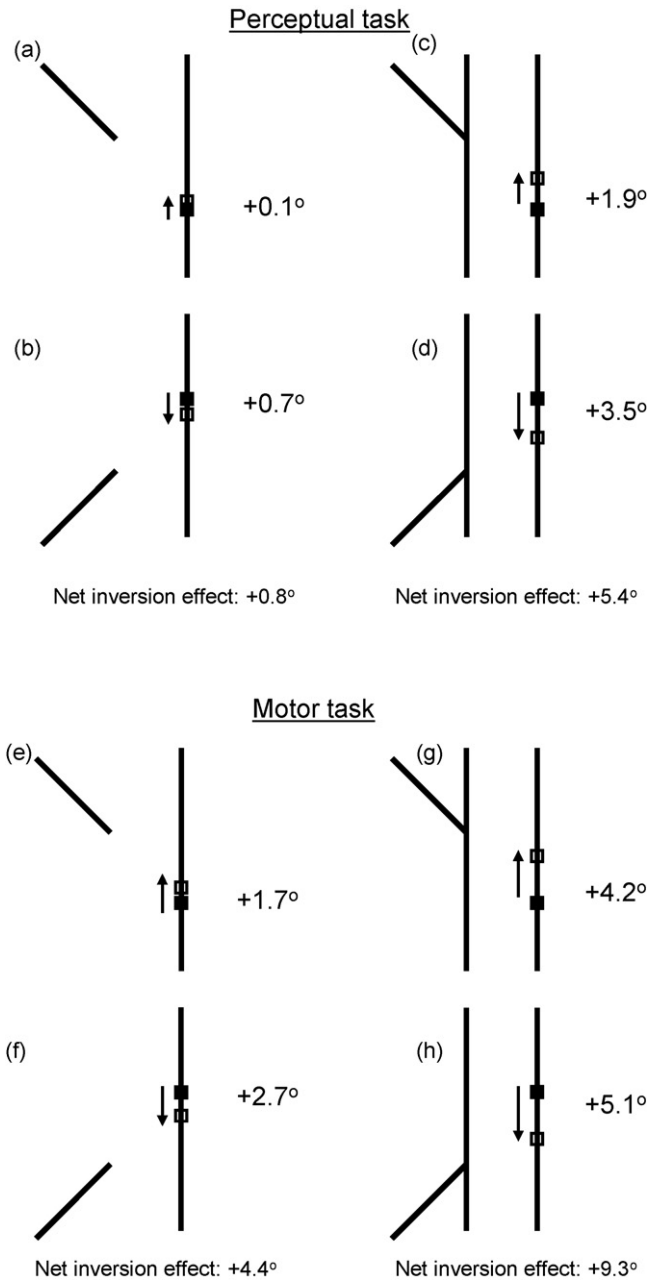 Perceptual task
(a)
(c)
+0.1°
+1.9°
(b)
(d)
+0.7°
+3.5°
Net inversion effect: +0.8°
Net inversion effect: +5.4°
Motor task
(e)
(g)
+1.7°
+4.2°
(f)
(h)
+2.7°
+5.1°
Net inversion effect: +4.4°
Net inversion effect: +9.3°